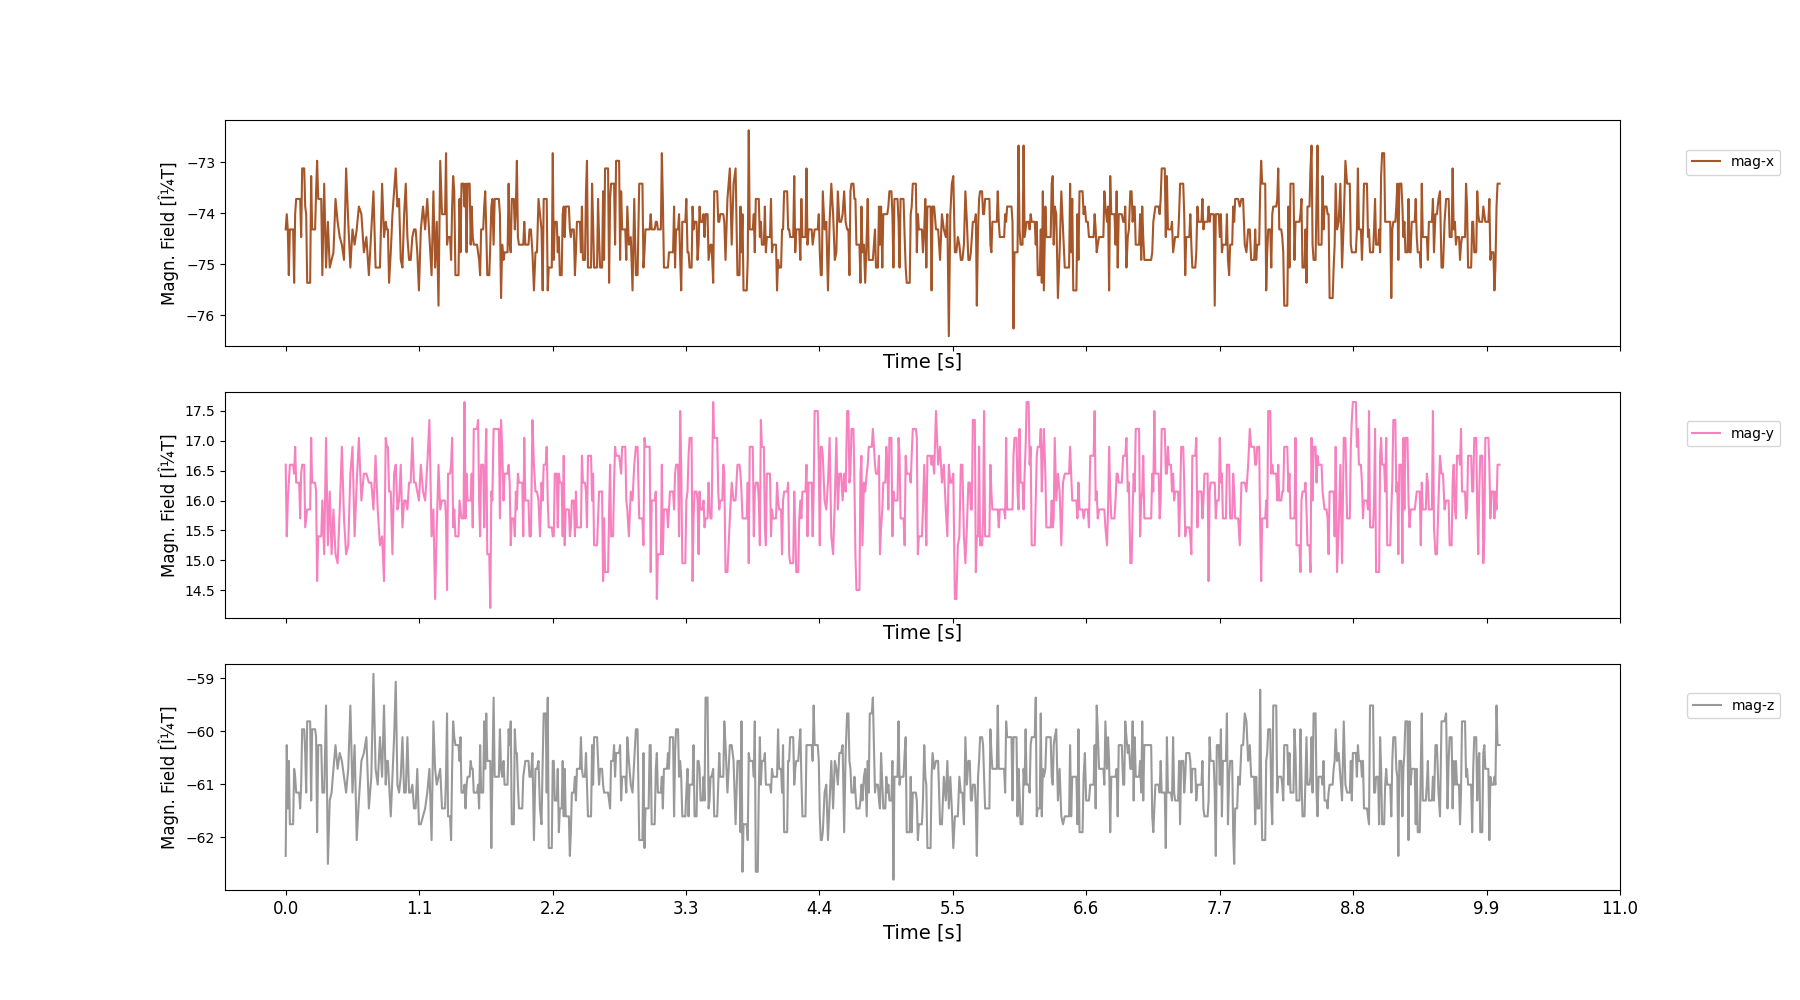 Magn. Field [Î¼T]
−73
−74
−75
−76
Time [s]
mag-x
Magn. Field [Î¼T]
17.5
17.0
16.5
16.0
15.5
15.0
14.5
Time [s]
mag-y
Magn. Field [Î¼T]
−59
−60
−61
−62
0.0 1.1 2.2 3.3 4.4 5.5 6.6 7.7 8.8 9.9 11.0
Time [s]
mag-z